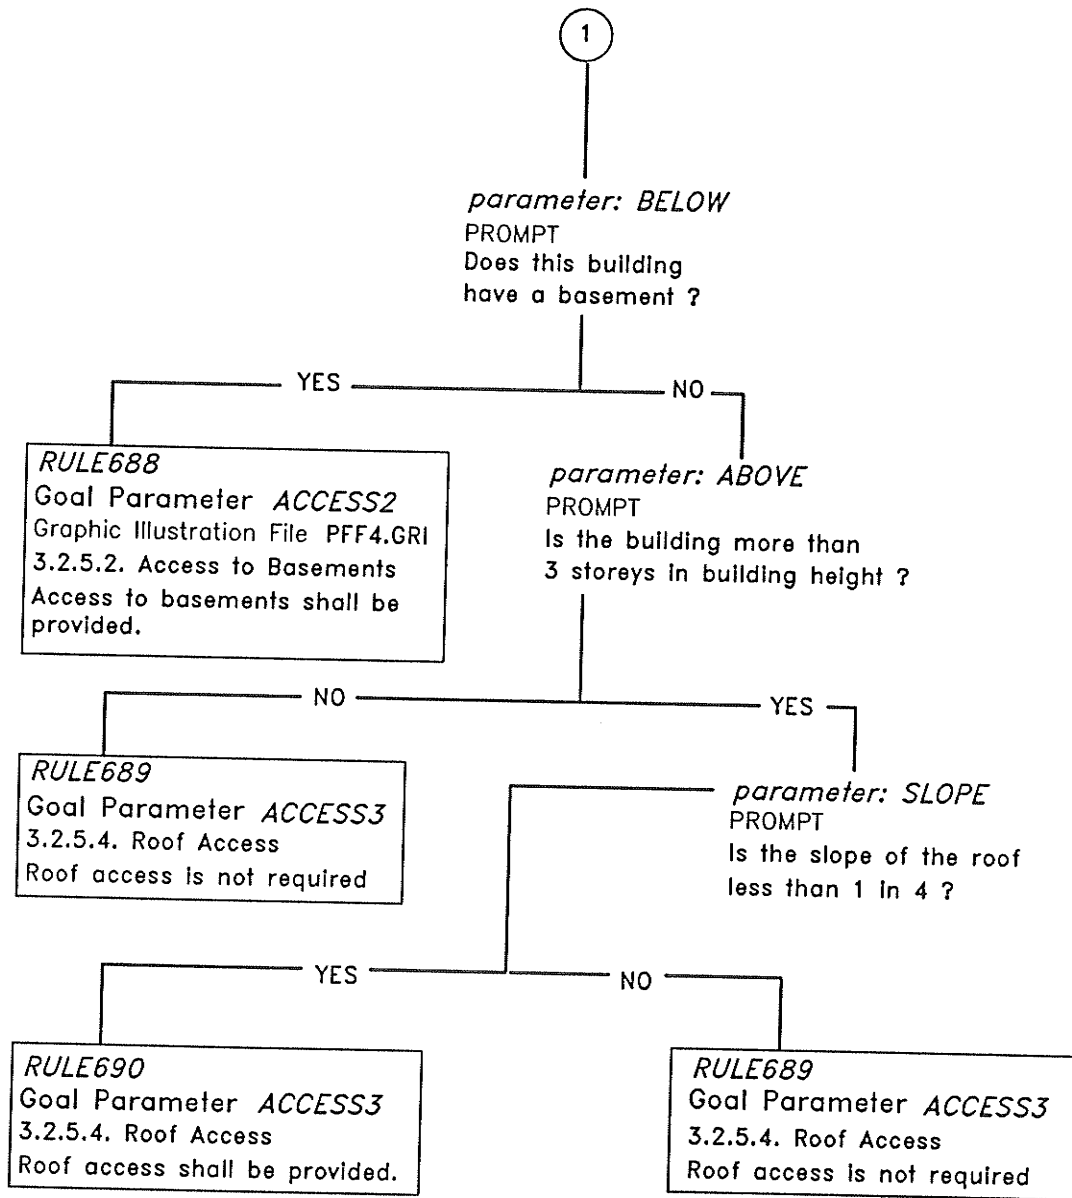 1
parameter: BELOW
PROMPT
Does this building
have a basement ?
YES
NO
RULE688
Goal Parameter ACCESS2
Graphic Illustration File PFF4.GRI
3.2.5.2. Access to Basements
Access to basements shall be
provided.
parameter: ABOVE
PROMPT
Is the building more than
3 storeys in building height ?
NO
YES
RULE689
Goal Parameter ACCESS3
3.2.5.4. Roof Access
Roof access is not required
parameter: SLOPE
PROMPT
Is the slope of the roof
less than 1 in 4 ?
YES
NO
RULE690
Goal Parameter ACCESS3
3.2.5.4. Roof Access
Roof access shall be provided.
RULE689
Goal Parameter ACCESS3
3.2.5.4. Roof Access
Roof access is not required